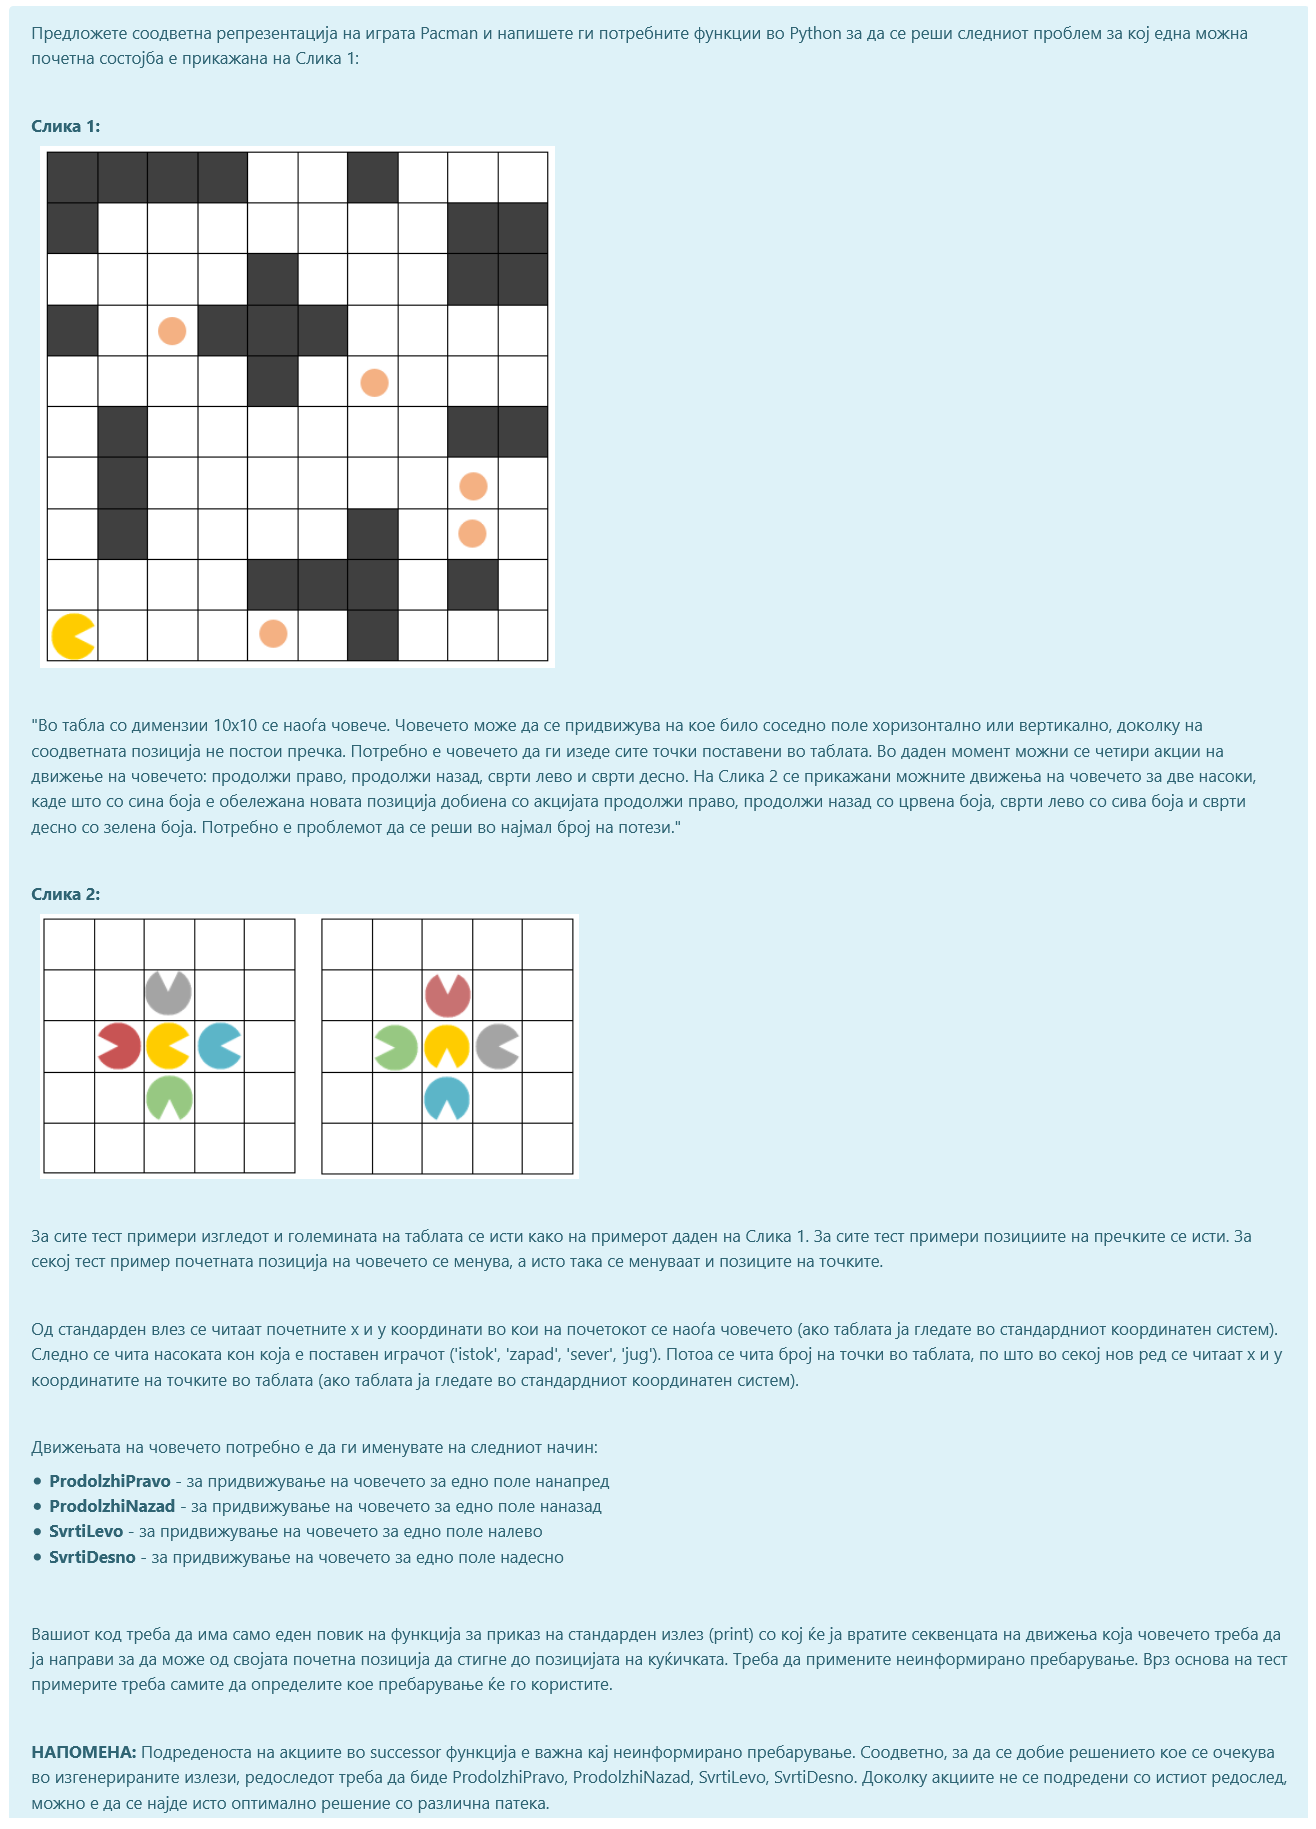 Предложете соодветна репрезентација на играта Pacman и напишете ги потребните функции во Python за да се реши следниот проблем за кој една можна
почетна состојба е прикажана на Слика 1:
Слика 1:
"Во табла со димензии 10x10 се наоѓа човече. Човечето може да се придвижува на кое било соседно поле хоризонтално или вертикално, доколку на
соодветната позиција не постои пречка. Потребно е човечето да ги изеде сите точки поставени во таблата. Во даден момент можни се четири акции на
движење на човечето: продолжи право, продолжи назад, сврти лево и сврти десно. На Слика 2 се прикажани можните движења на човечето за две насоки,
каде што со сина боја е обележана новата позиција добиена со акцијата продолжи право, продолжи назад со црвена боја, сврти лево со сива боја и сврти
десно со зелена боја. Потребно е проблемот да се реши во најмал број на потези."
Слика 2:
За сите тест примери изгледот и големината на таблата се исти како на примерот даден на Слика 1. За сите тест примери позициите на пречките се исти. За
секој тест пример почетната позиција на човечето се менува, а исто така се менуваат и позиците на точките.
Од стандарден влез се читаат почетните x и y координати во кои на почетокот се наоѓа човечето (ако таблата ја гледате во стандардниот координатен систем).
Следно се чита насоката кон која е поставен играчот ('istok', 'zapad', 'sever', 'jug'). Потоа се чита број на точки во таблата, по што во секој нов ред се читаат x и y
координатите на точките во таблата (ако таблата ја гледате во стандардниот координатен систем).
Движењата на човечето потребно е да ги именувате на следниот начин:
• ProdolzhiPravo - за придвижување на човечето за едно поле нанапред
• ProdolzhiNazad - за придвижување на човечето за едно поле наназад
• SvrtiLevo - за придвижување на човечето за едно поле налево
• SvrtiDesno - за придвижување на човечето за едно поле надесно
Вашиот код треба да има само еден повик на функција за приказ на стандарден излез (print) со кој ќе ја вратите секвенцата на движења која човечето треба да
ја направи за да може од својата почетна позиција да стигне до позицијата на куќичката. Треба да примените неинформирано пребарување. Врз основа на тест
примерите треба самите да определите кое пребарување ќе го користите.
НАПОМЕНА: Подреденоста на акциите во successor функција е важна кај неинформирано пребарување. Соодветно, за да се добие решението кое се очекува
во изгенерираните излези, редоследот треба да биде ProdolzhiPravo, ProdolzhiNazad, SvrtiLevo, SvrtiDesno. Доколку акциите не се подредени со истиот редослед,
можно е да се најде исто оптимално решение со различна патека.